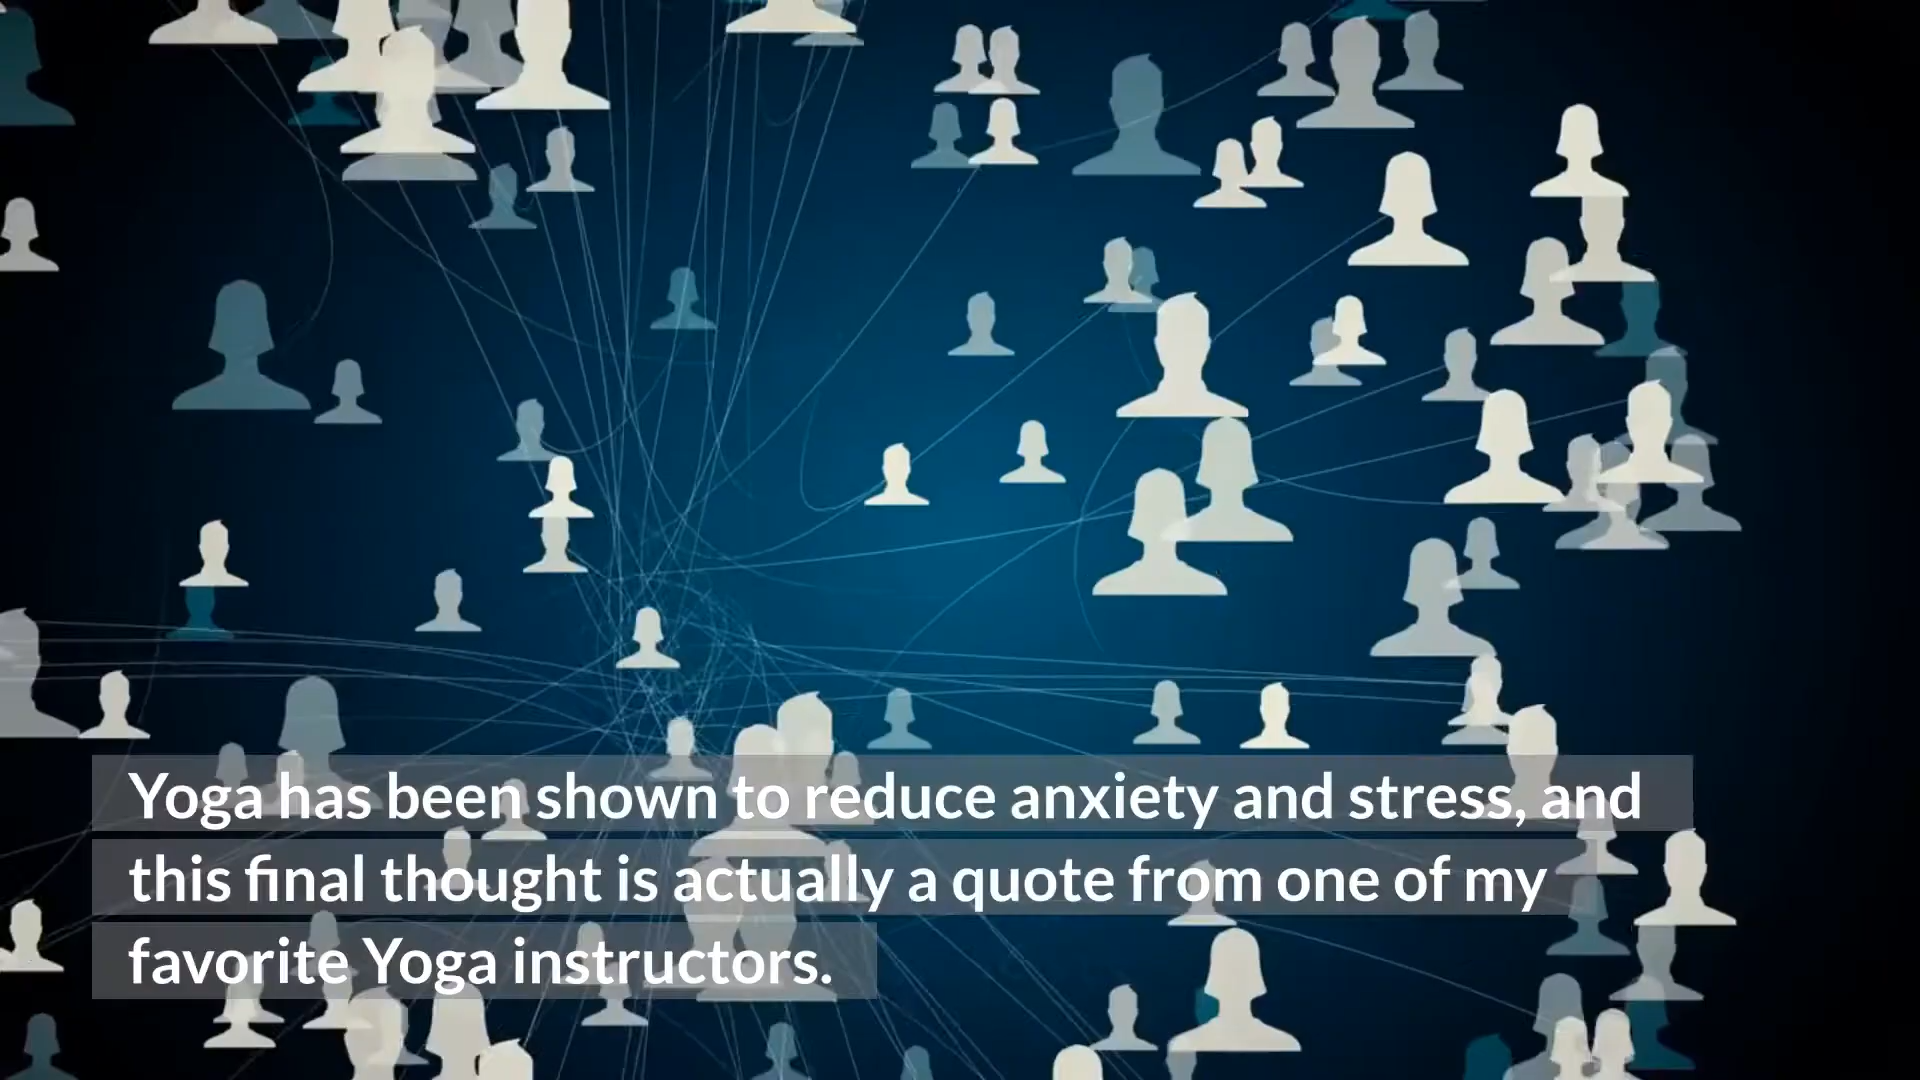 Yoga has been shown to reduce anxiety and stress, and
this final thought is actually a quote from one of my
favorite Yoga instructors.